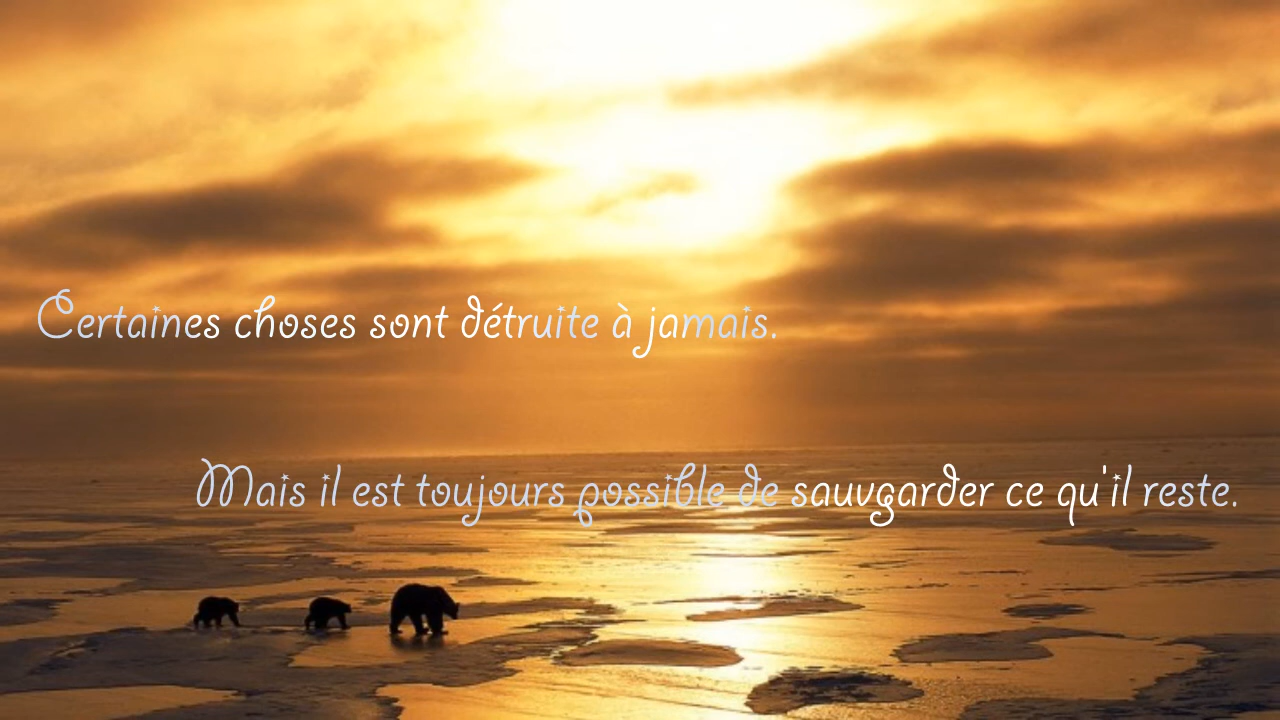 Certaines choses sont détruite à jamais.
Mais il est toujours possible de sauvgarder ce qu'il reste.